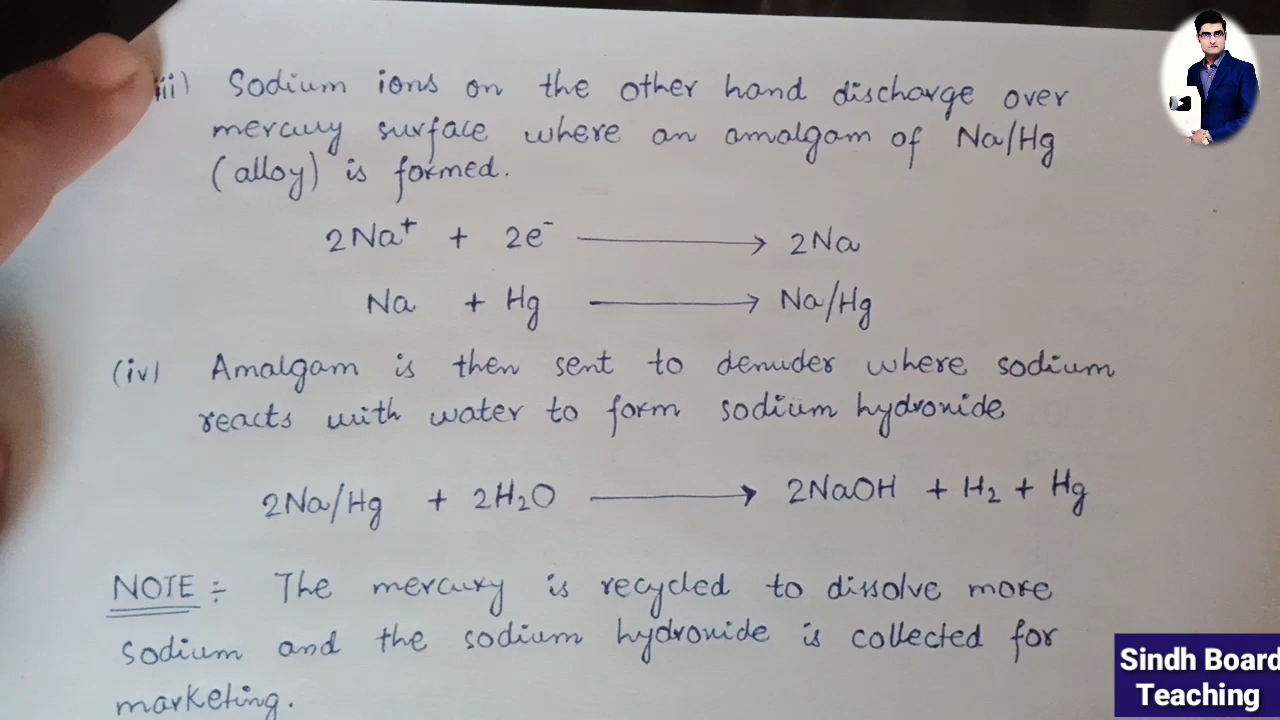 iii) Sodium ions on the other hand discharge over
mercury surface where an amalgam of Na/Hg
(alloy) is formed.
2Na⁺ + 2e⁻ ⟶ 2Na
Na + Hg ⟶ Na/Hg
(iv) Amalgam is then sent to denuder where sodium
reacts with water to form sodium hydroxide
2Na/Hg + 2H₂O ⟶ 2NaOH + H₂ + Hg
NOTE :- The mercury is recycled to dissolve more
sodium and the sodium hydroxide is collected for
marketing.
Sindh Board
Teaching